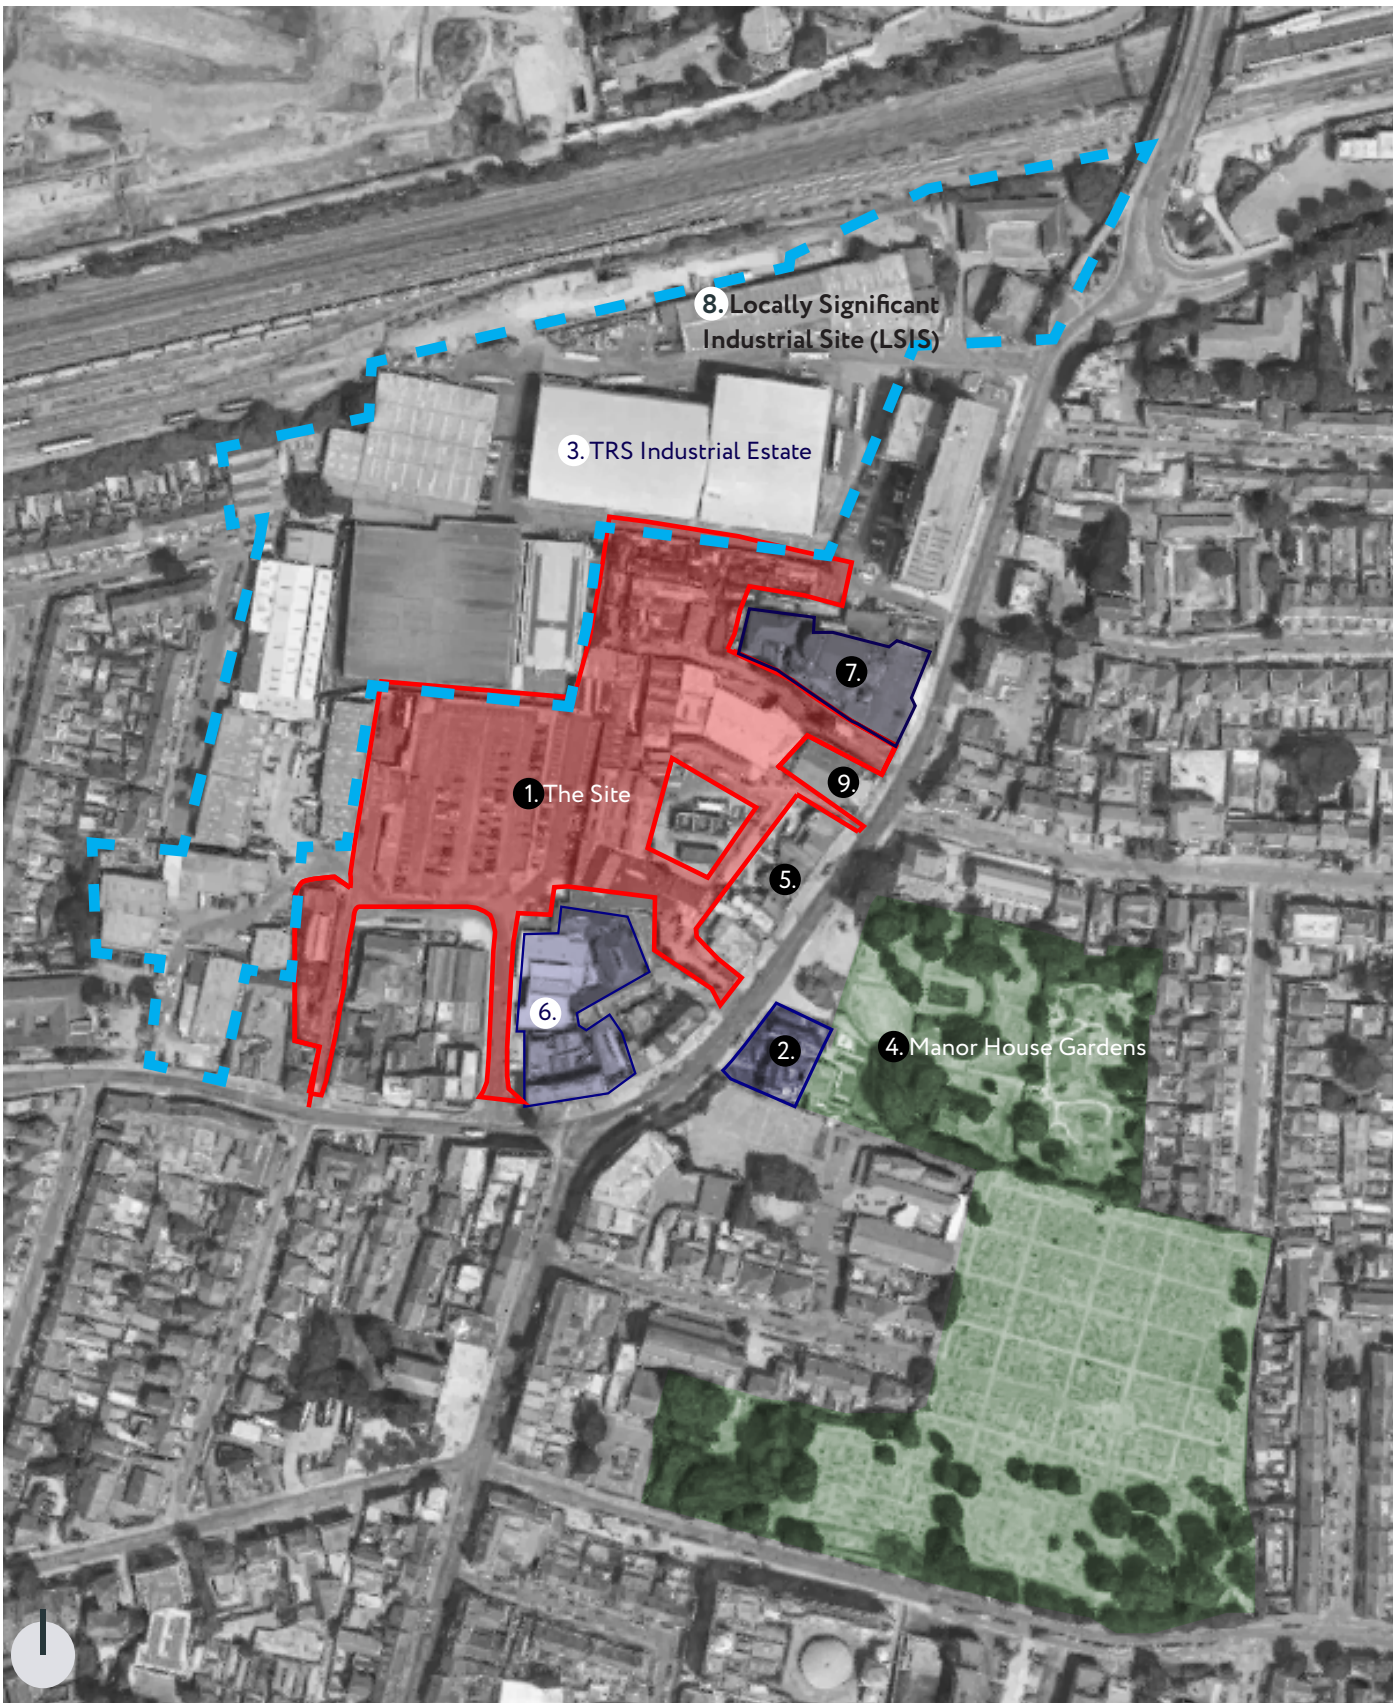 8. Locally Significant
Industrial Site (LSIS)
3. TRS Industrial Estate
7.
9.
1. The Site
5.
6.
2.
4. Manor House Gardens